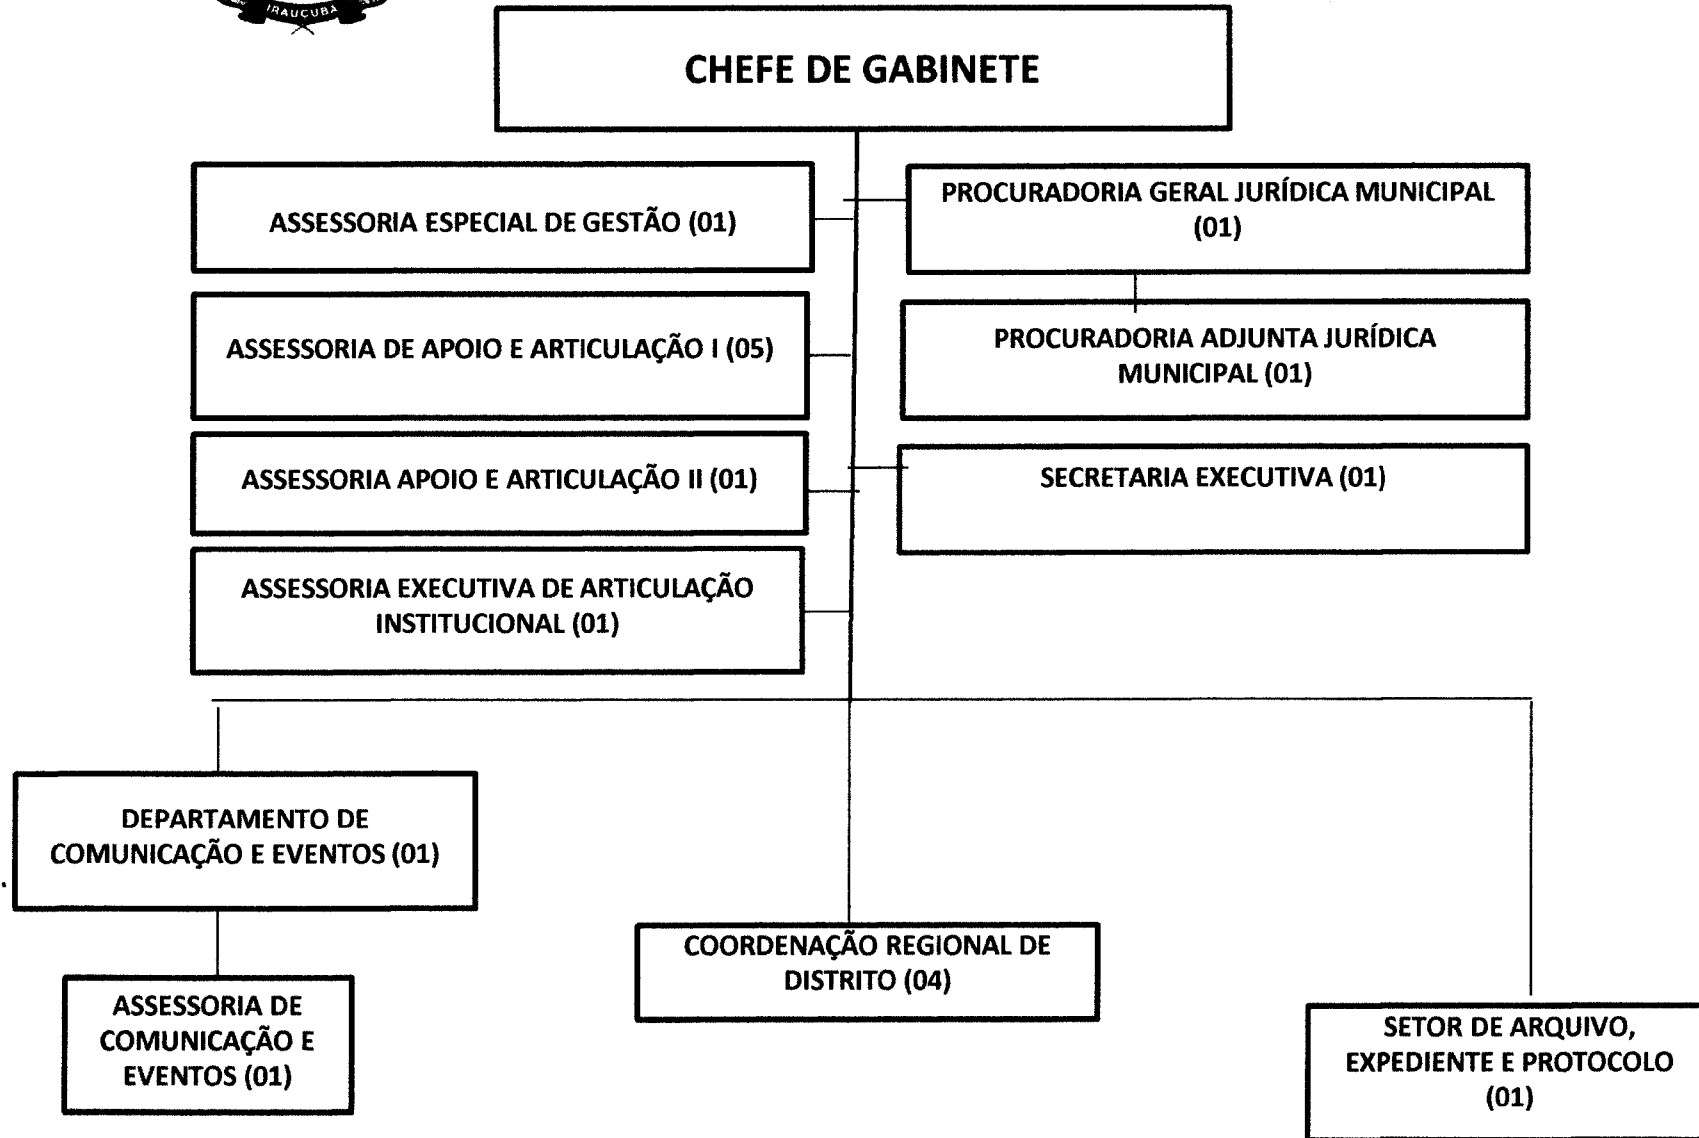 IRAUÇUBA
CHEFE DE GABINETE
ASSESSORIA ESPECIAL DE GESTÃO (01)
PROCURADORIA GERAL JURÍDICA MUNICIPAL
(01)
ASSESSORIA DE APOIO E ARTICULAÇÃO I (05)
PROCURADORIA ADJUNTA JURÍDICA
MUNICIPAL (01)
ASSESSORIA APOIO E ARTICULAÇÃO II (01)
SECRETARIA EXECUTIVA (01)
ASSESSORIA EXECUTIVA DE ARTICULAÇÃO
INSTITUCIONAL (01)
DEPARTAMENTO DE
COMUNICAÇÃO E EVENTOS (01)
ASSESSORIA DE
COMUNICAÇÃO E
EVENTOS (01)
COORDENAÇÃO REGIONAL DE
DISTRITO (04)
SETOR DE ARQUIVO,
EXPEDIENTE E PROTOCOLO
(01)